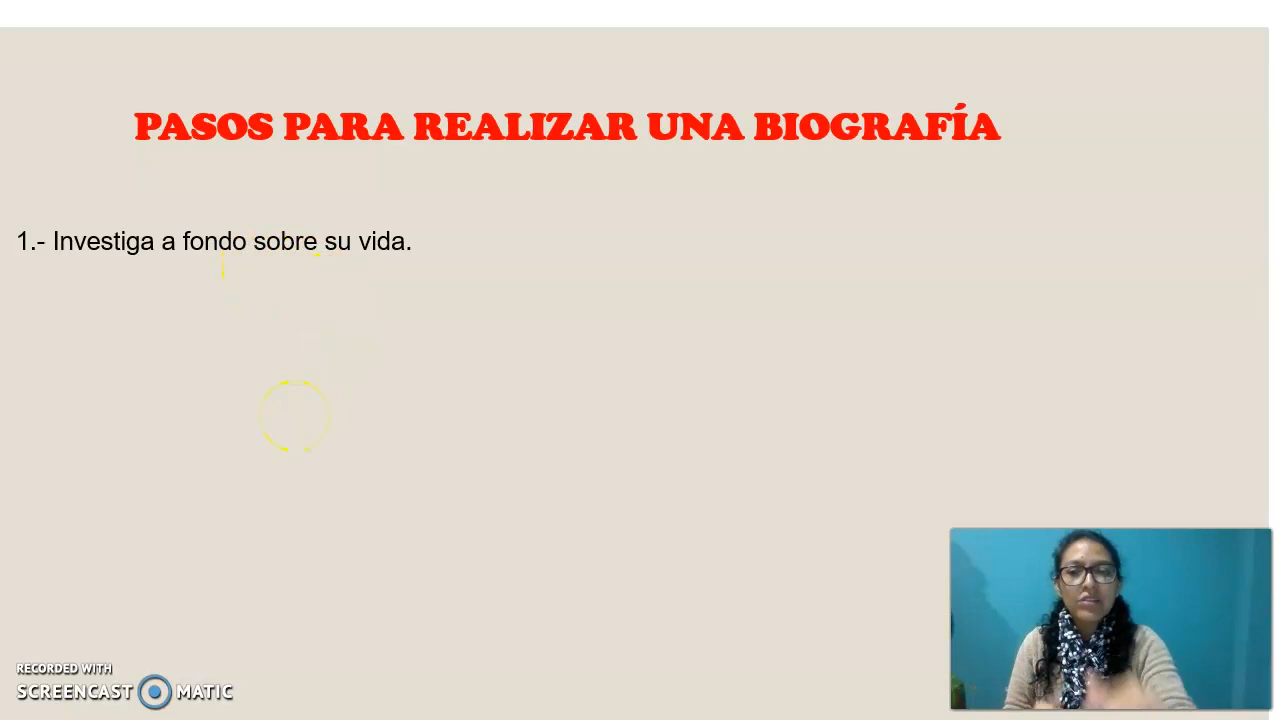 PASOS PARA REALIZAR UNA BIOGRAFÍA
1.- Investiga a fondo sobre su vida.
RECORDED WITH
SCREENCAST MATIC